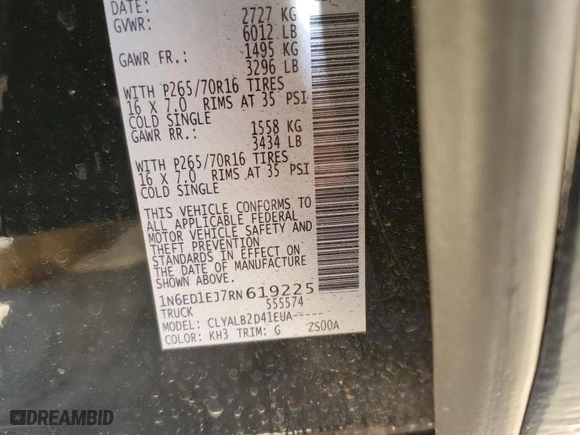 DATE:
GVWR: 2727 KG
6012 LB
GAWR FR.: 1495 KG
3296 LB
WITH P265/70R16 TIRES
16 X 7.0 RIMS AT 35 PSI
COLD SINGLE
GAWR RR.: 1558 KG
3434 LB
WITH P265/70R16 TIRES
16 X 7.0 RIMS AT 35 PSI
COLD SINGLE
THIS VEHICLE CONFORMS TO
ALL APPLICABLE FEDERAL
MOTOR VEHICLE SAFETY AND
THEFT PREVENTION
STANDARDS IN EFFECT ON
THE DATE OF MANUFACTURE
SHOWN ABOVE.
1N6ED1EJ7RN619225
TRUCK 555574
MODEL: CLYALB2D41EUA-----
COLOR: KH3 TRIM: G ZS00A
DREAMBID